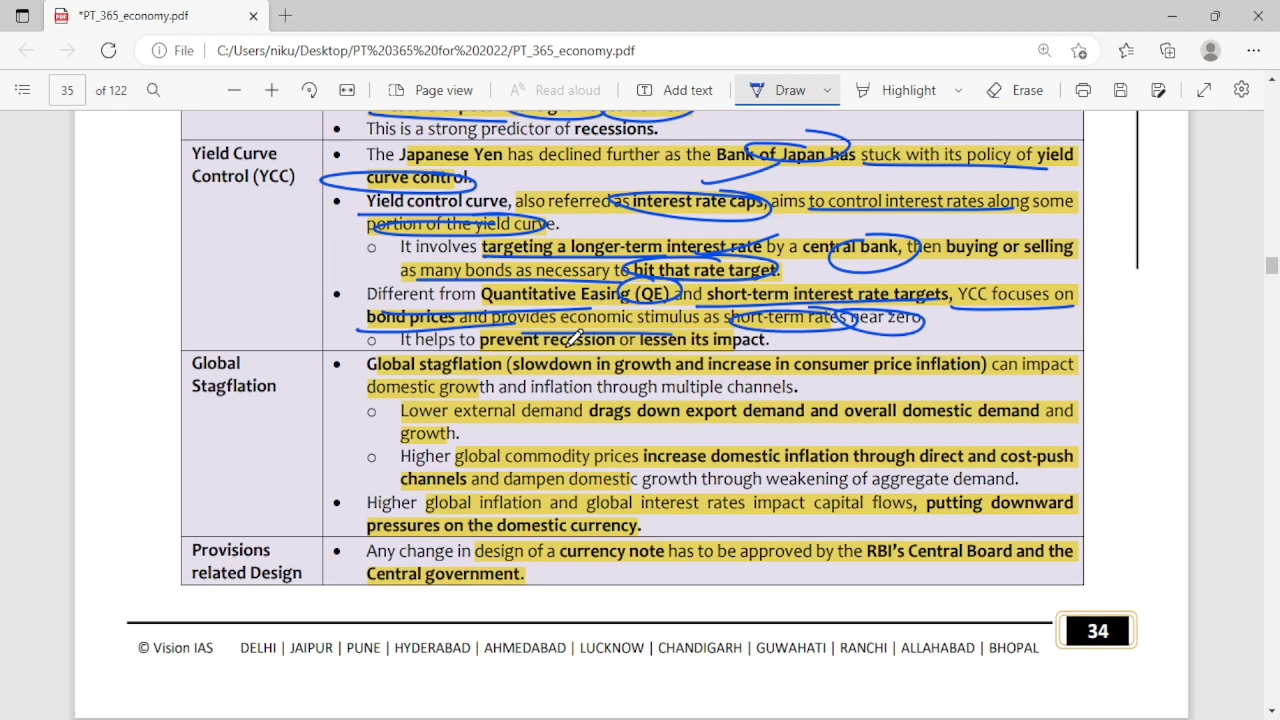 *PT_365_economy.pdf
File
C:/Users/niku/Desktop/PT%20365%20for%202022/PT_365_economy.pdf
35
of 122
Page view
Read aloud
Add text
Draw
Highlight
Erase
• This is a strong predictor of recessions.
Yield Curve
Control (YCC)
• The Japanese Yen has declined further as the Bank of Japan has stuck with its policy of yield
curve control.
• Yield control curve, also referred as interest rate caps, aims to control interest rates along some
portion of the yield curve.
o It involves targeting a longer-term interest rate by a central bank, then buying or selling
as many bonds as necessary to hit that rate target.
• Different from Quantitative Easing (QE) and short-term interest rate targets, YCC focuses on
bond prices and provides economic stimulus as short-term rates near zero.
o It helps to prevent recession or lessen its impact.
Global
Stagflation
• Global stagflation (slowdown in growth and increase in consumer price inflation) can impact
domestic growth and inflation through multiple channels.
o Lower external demand drags down export demand and overall domestic demand and
growth.
o Higher global commodity prices increase domestic inflation through direct and cost-push
channels and dampen domestic growth through weakening of aggregate demand.
• Higher global inflation and global interest rates impact capital flows, putting downward
pressures on the domestic currency.
Provisions
related Design
• Any change in design of a currency note has to be approved by the RBI's Central Board and the
Central government.
34
© Vision IAS DELHI | JAIPUR | PUNE | HYDERABAD | AHMEDABAD | LUCKNOW | CHANDIGARH | GUWAHATI | RANCHI | ALLAHABAD | BHOPAL